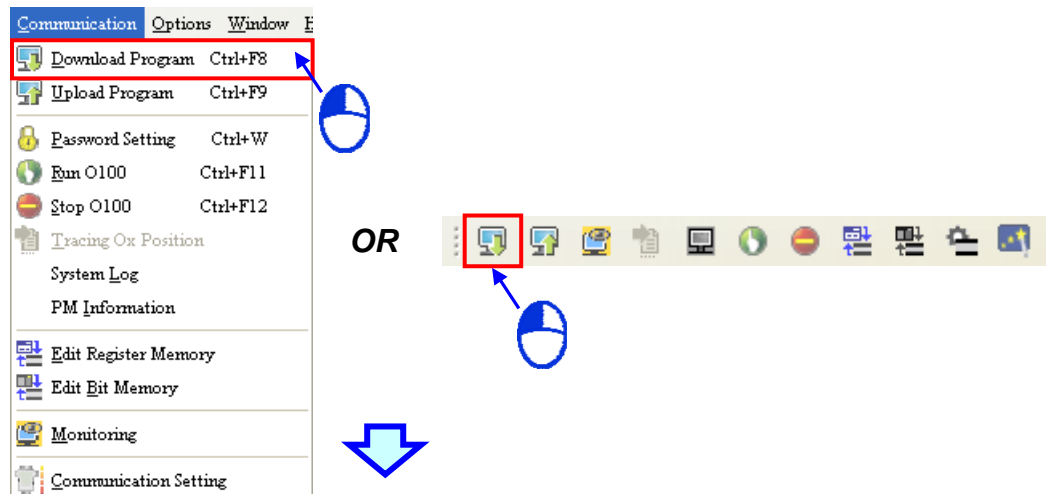 Communication Options Window
Download Program Ctrl+F8
Upload Program Ctrl+F9
Password Setting Ctrl+W
Run O100 Ctrl+F11
Stop O100 Ctrl+F12
Tracing Ox Position
System Log
PM Information
Edit Register Memory
Edit Bit Memory
Monitoring
Communication Setting
OR